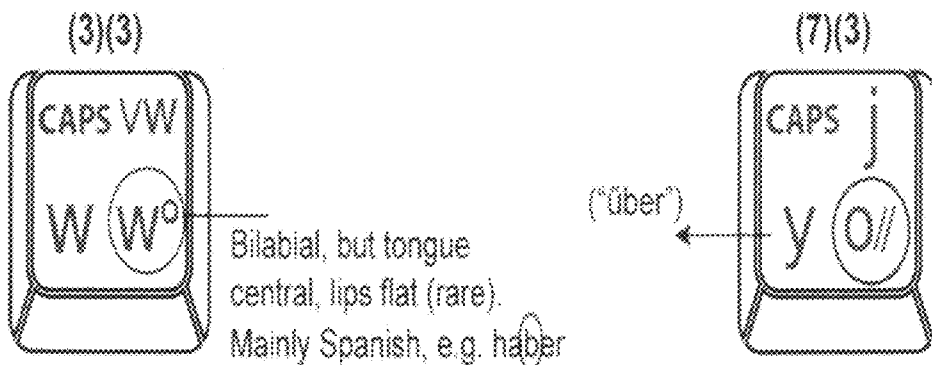 (3)(3) (7)(3)
CAPS VW
W W°
CAPS j
y O//
("über")
Bilabial, but tongue
central, lips flat (rare).
Mainly Spanish, e.g. haber